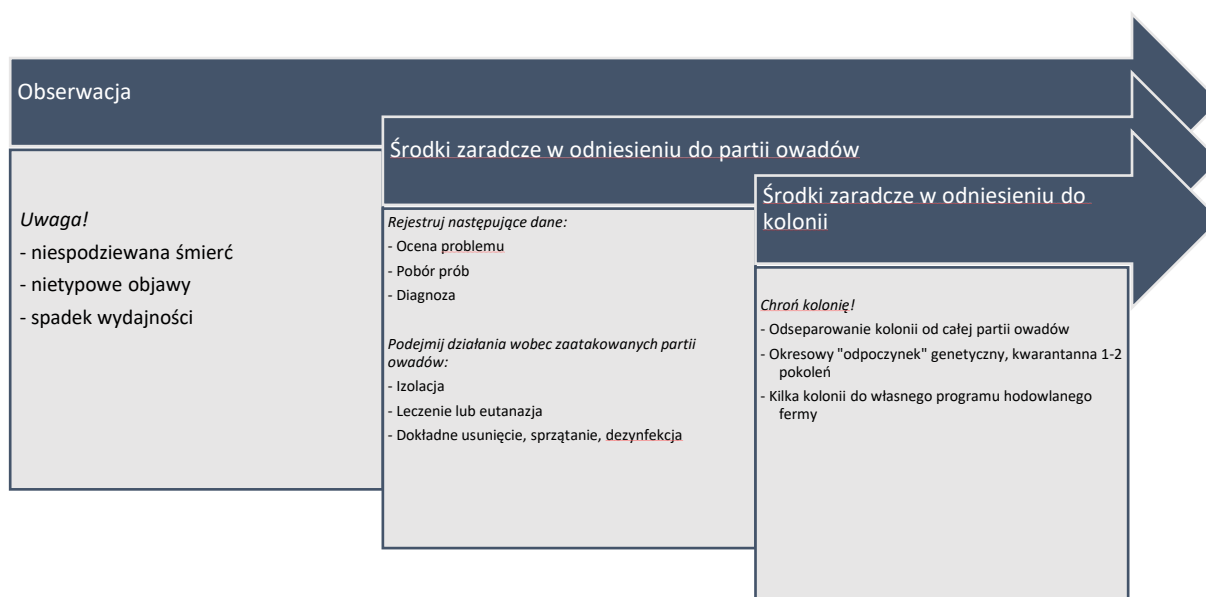 Obserwacja
Uwaga!
- niespodziewana śmierć
- nietypowe objawy
- spadek wydajności
Środki zaradcze w odniesieniu do partii owadów
Rejestruj następujące dane:
- Ocena problemu
- Pobór prób
- Diagnoza
Podejmij działania wobec zaatakowanych partii
owadów:
- Izolacja
- Leczenie lub eutanazja
- Dokładne usunięcie, sprzątanie, dezynfekcja
Środki zaradcze w odniesieniu do
kolonii
Chroń kolonię!
- Odseparowanie kolonii od całej partii owadów
- Okresowy "odpoczynek" genetyczny, kwarantanna 1-2
pokoleń
- Kilka kolonii do własnego programu hodowlanego
fermy